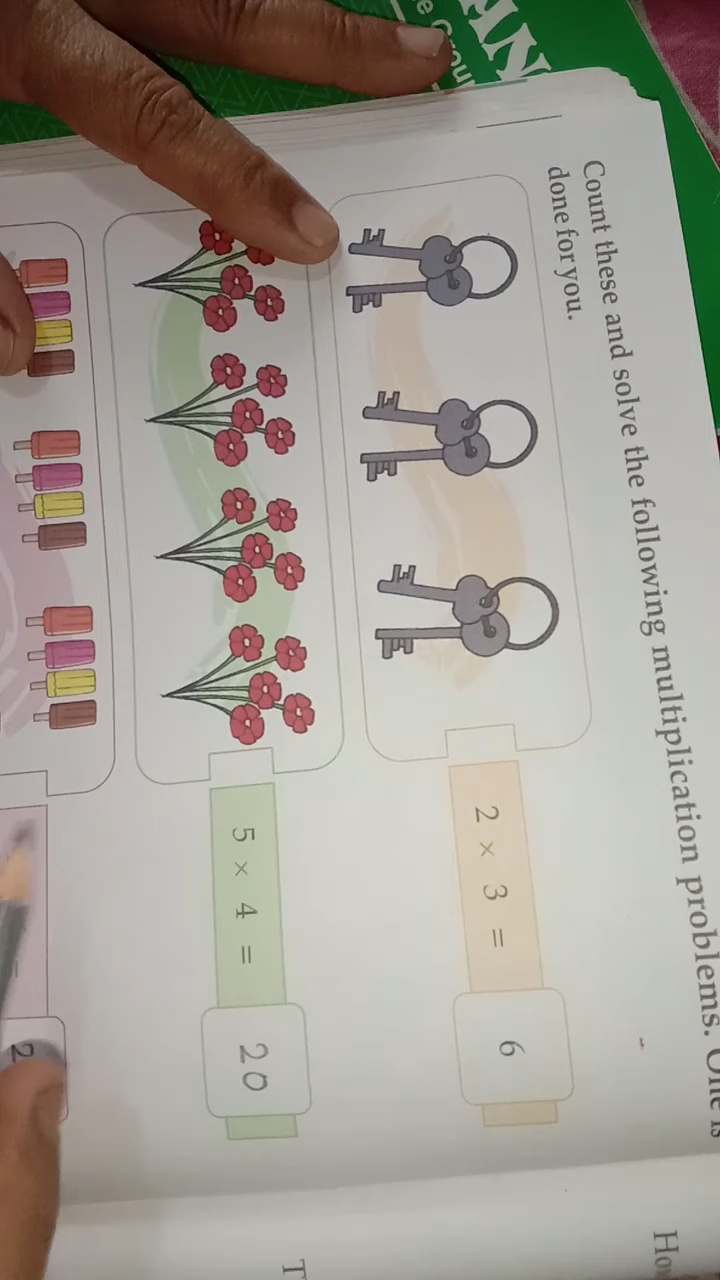 Count these and solve the following multiplication problems. One is
done for you.
2 × 3 = 6
5 × 4 = 20
2